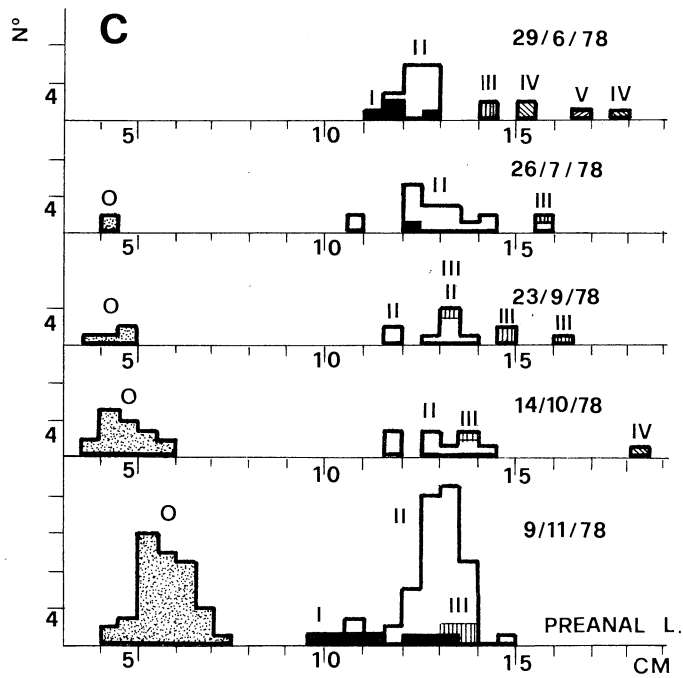 N° C
II 29/6/78
4 I III IV V IV
5 10 15
26/7/78
O II III
4
5 10 15
III
O II II 23/9/78
4 III III
5 10 15
O II III 14/10/78
4 IV
5 10 15
O II 9/11/78
4 I III PREANAL L.
5 10 15 CM